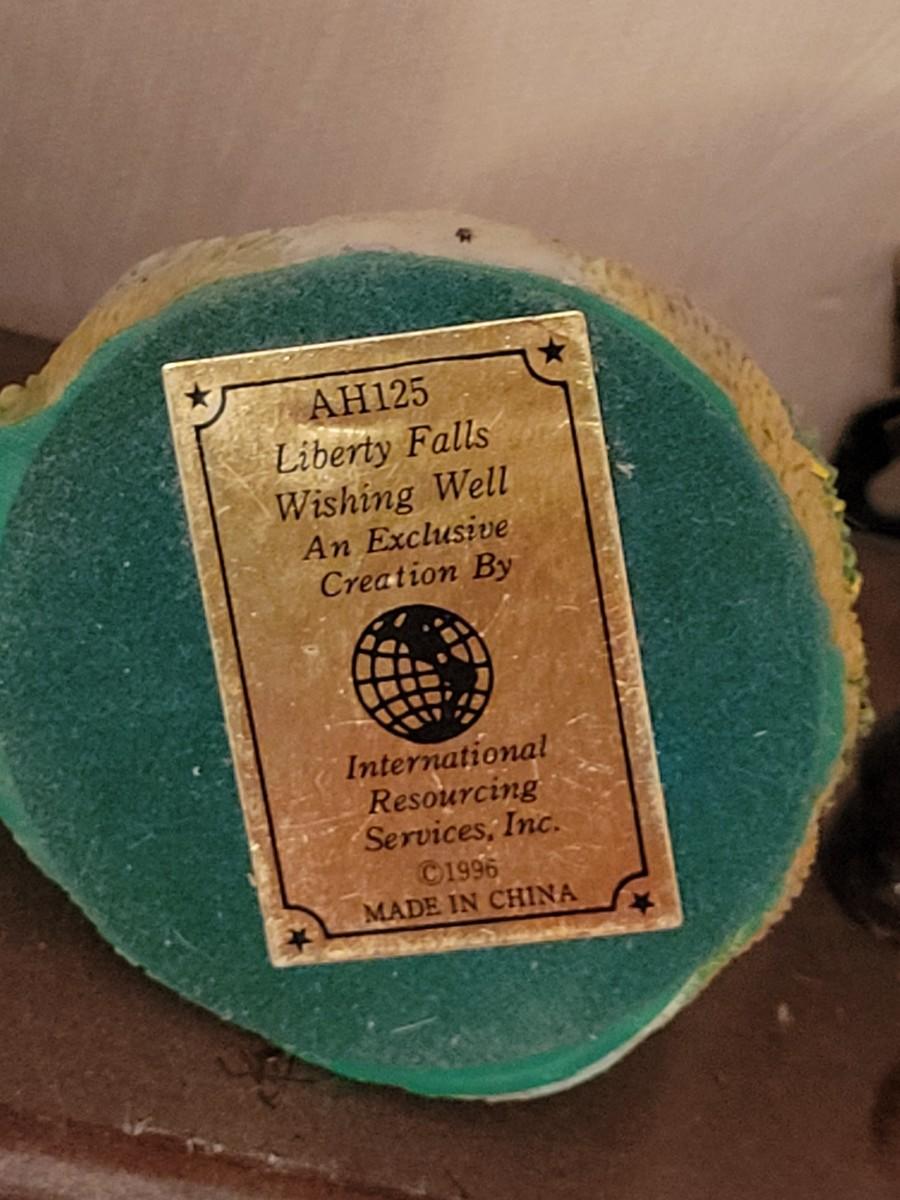 AH125
Liberty Falls
Wishing Well
An Exclusive
Creation By
International
Resourcing
Services, Inc.
©1996
MADE IN CHINA